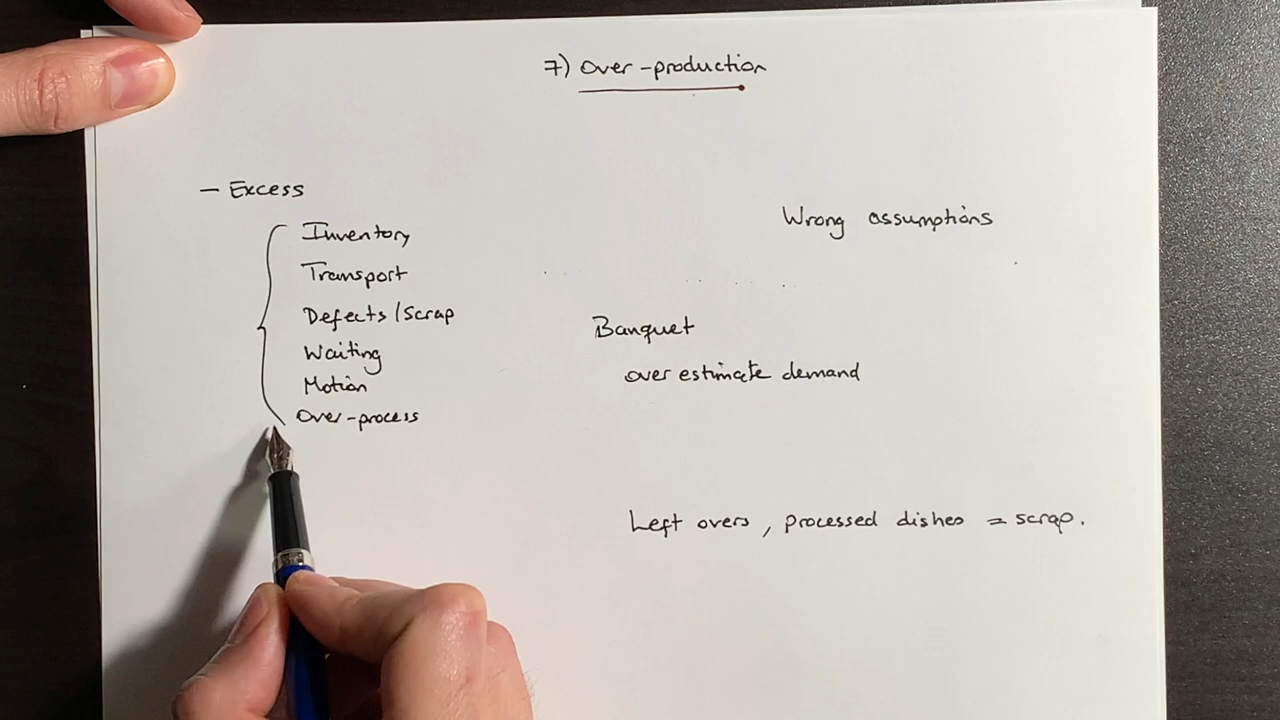 7) Over-production
- Excess
Inventory
Transport
Defects/Scrap
Waiting
Motion
Over-process
Wrong assumptions
Banquet
over estimate demand
Left overs, processed dishes = scrap.